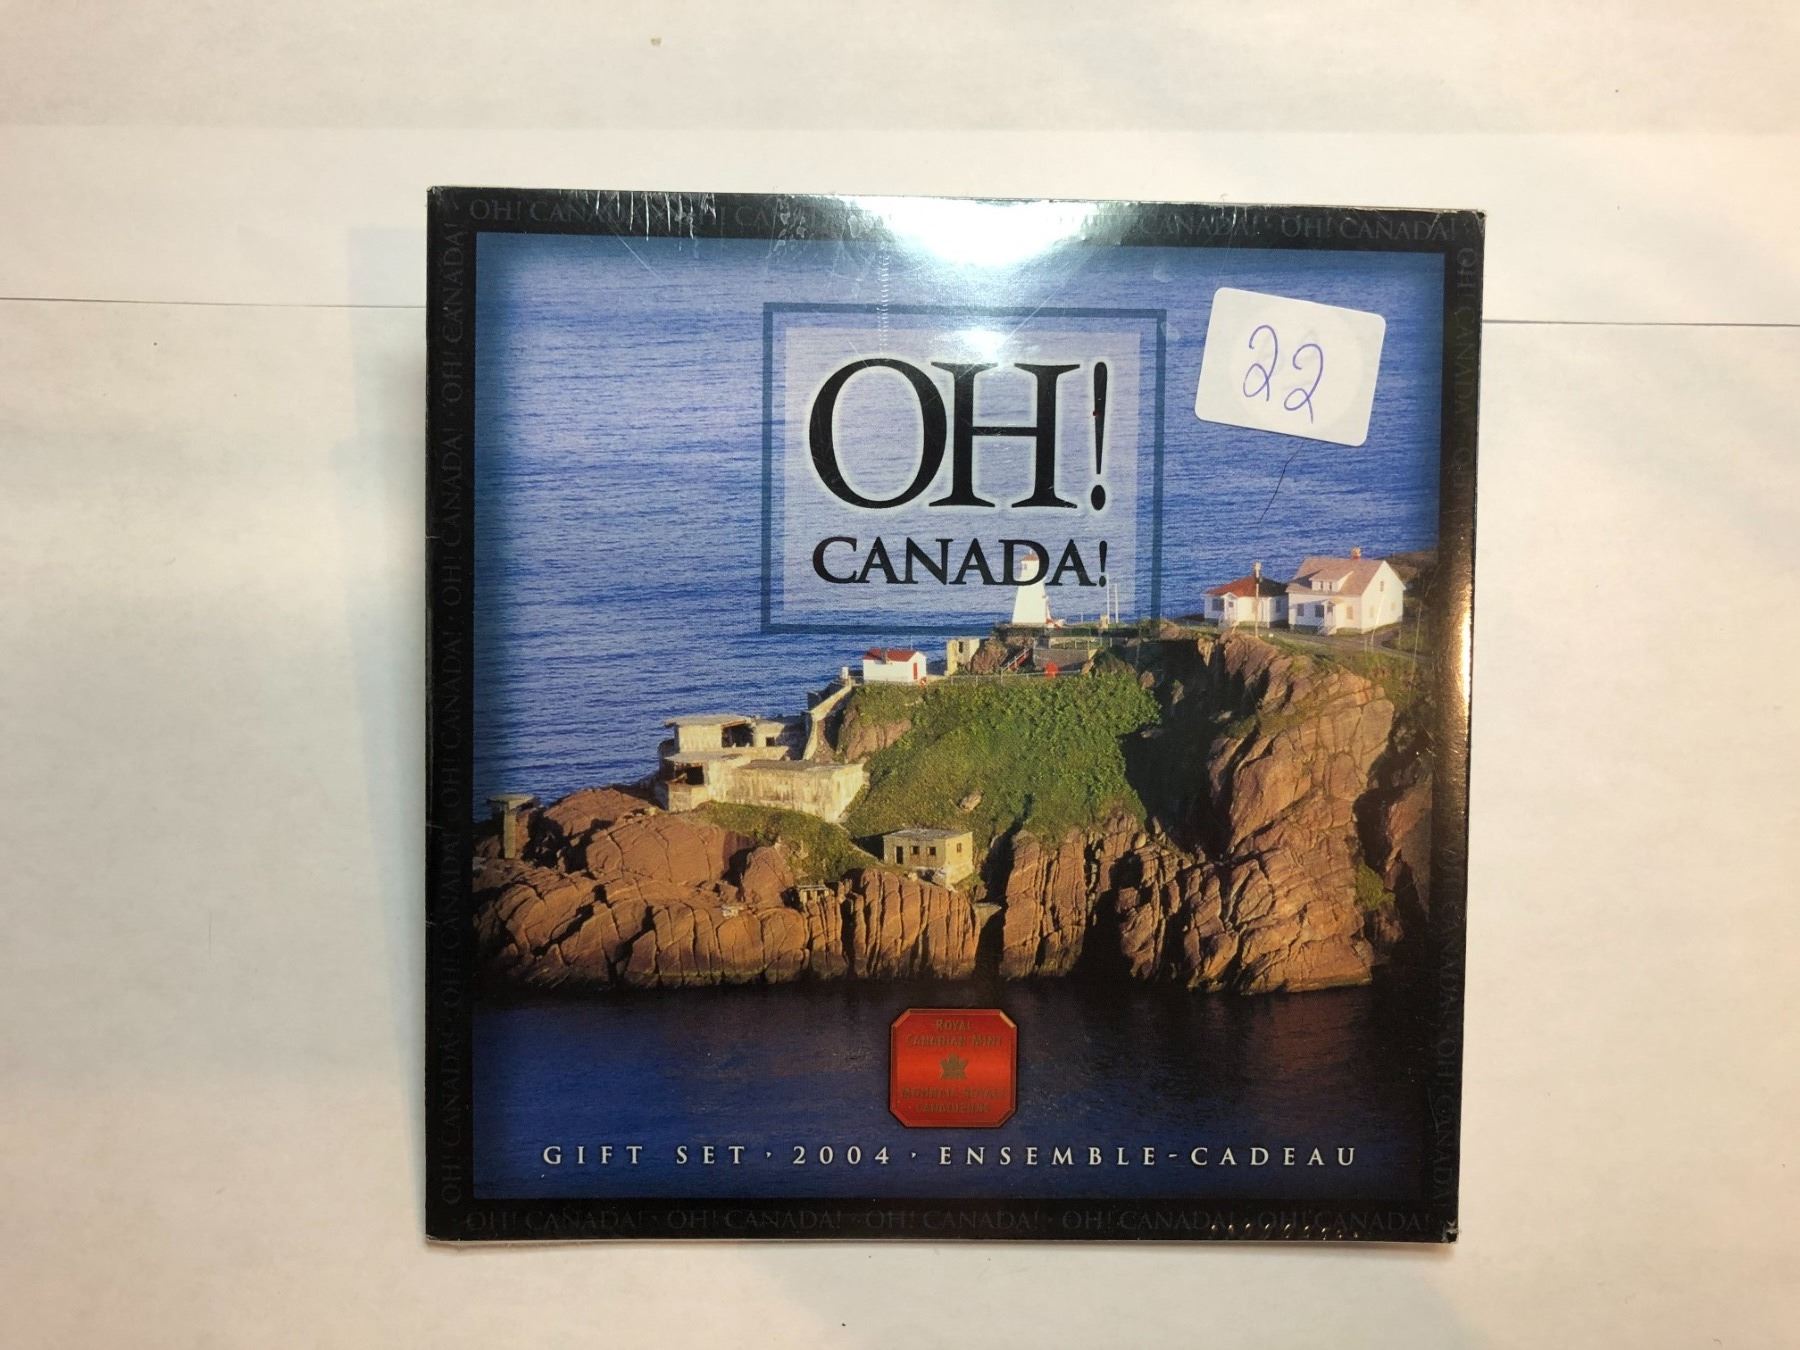 OH! CANADA! · OH! CANADA!
22
OH!
CANADA!
ROYAL
CANADIAN MINT
MONNAIE ROYALE
CANADIENNE
GIFT SET · 2004 · ENSEMBLE-CADEAU
OH! CANADA! · OH! CANADA! · OH! CANADA! · OH! CANADA! · OH! CANADA!